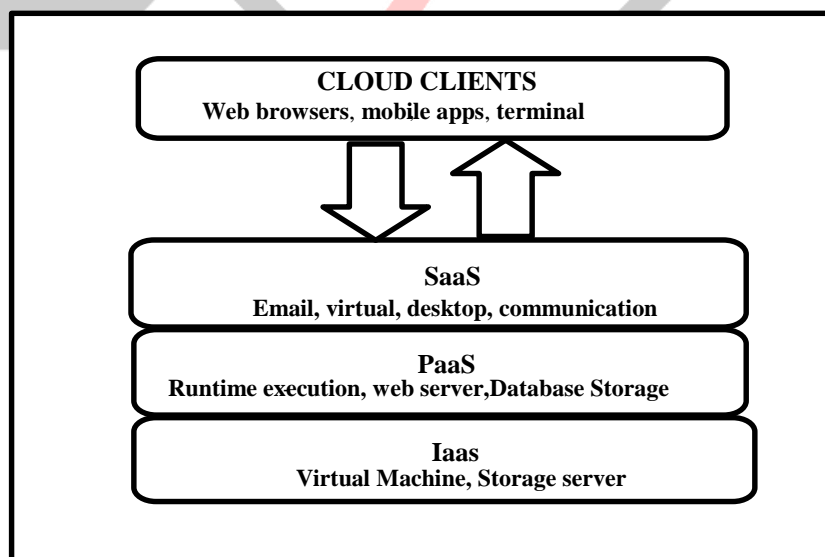 CLOUD CLIENTS
Web browsers, mobile apps, terminal
SaaS
Email, virtual, desktop, communication
PaaS
Runtime execution, web server,Database Storage
Iaas
Virtual Machine, Storage server